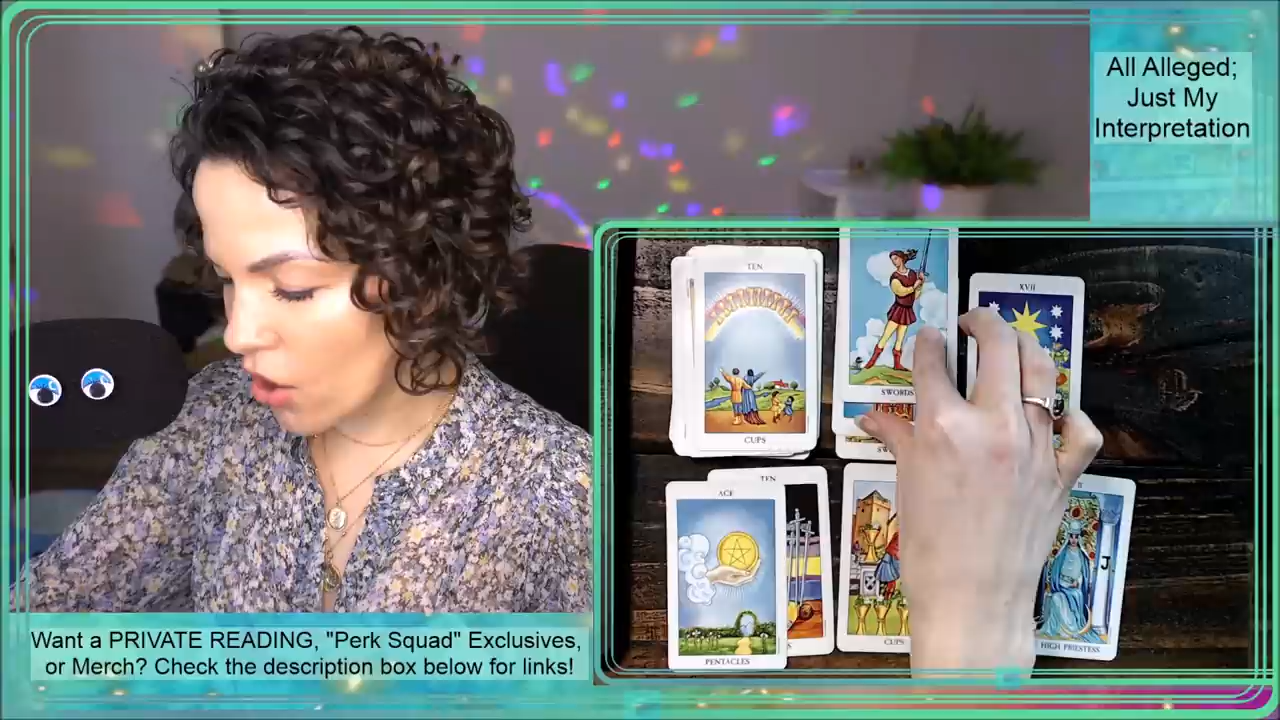 All Alleged;
Just My
Interpretation
TEN
CUPS
SWORDS
XVII
ACE
PENTACLES
TEN
CUPS
II
J
HIGH PRIESTESS
Want a PRIVATE READING, "Perk Squad" Exclusives,
or Merch? Check the description box below for links!